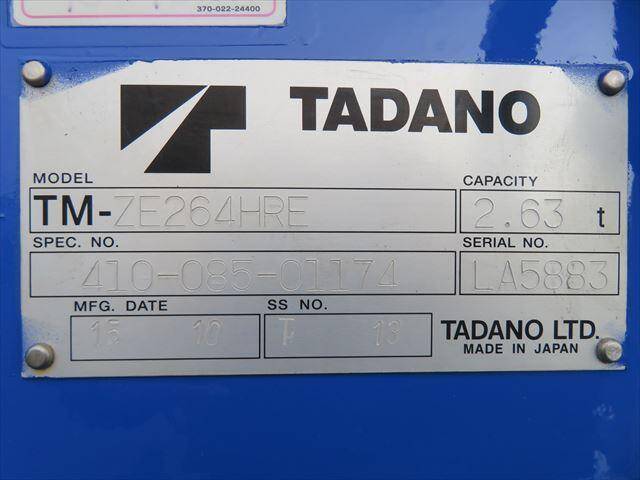 370-022-24400
TADANO
MODEL
TM-ZE264HRE
CAPACITY
2.63 t
SPEC. NO.
410-085-01174
SERIAL NO.
LA5883
MFG. DATE
15 10
SS NO.
T 13
TADANO LTD.
MADE IN JAPAN